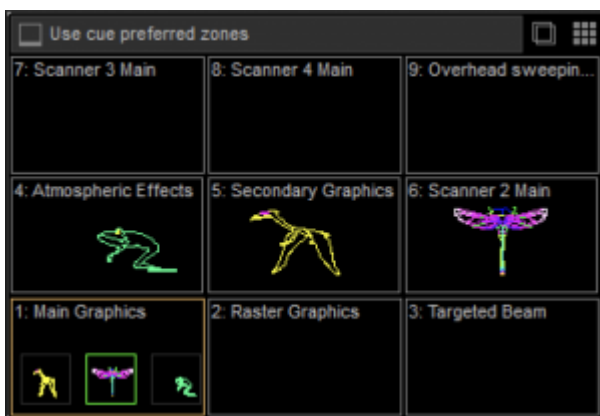 Use cue preferred zones
7: Scanner 3 Main
8: Scanner 4 Main
9: Overhead sweepin...
4: Atmospheric Effects
5: Secondary Graphics
6: Scanner 2 Main
1: Main Graphics
2: Raster Graphics
3: Targeted Beam